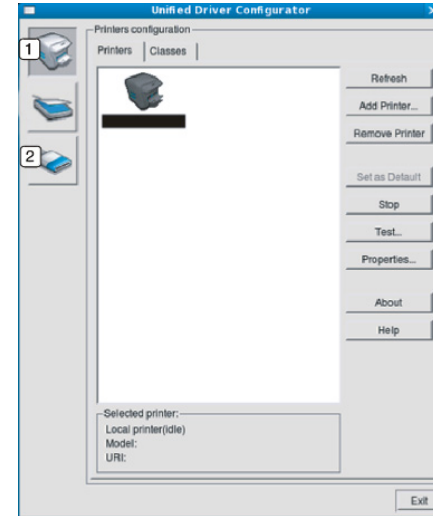 Unified Driver Configurator
1
2
Printers configuration
Printers
Classes
Refresh
Add Printer...
Remove Printer
Set as Default
Stop
Test...
Properties...
About
Help
Selected printer:
Local printer(idle)
Model:
URI:
Exit